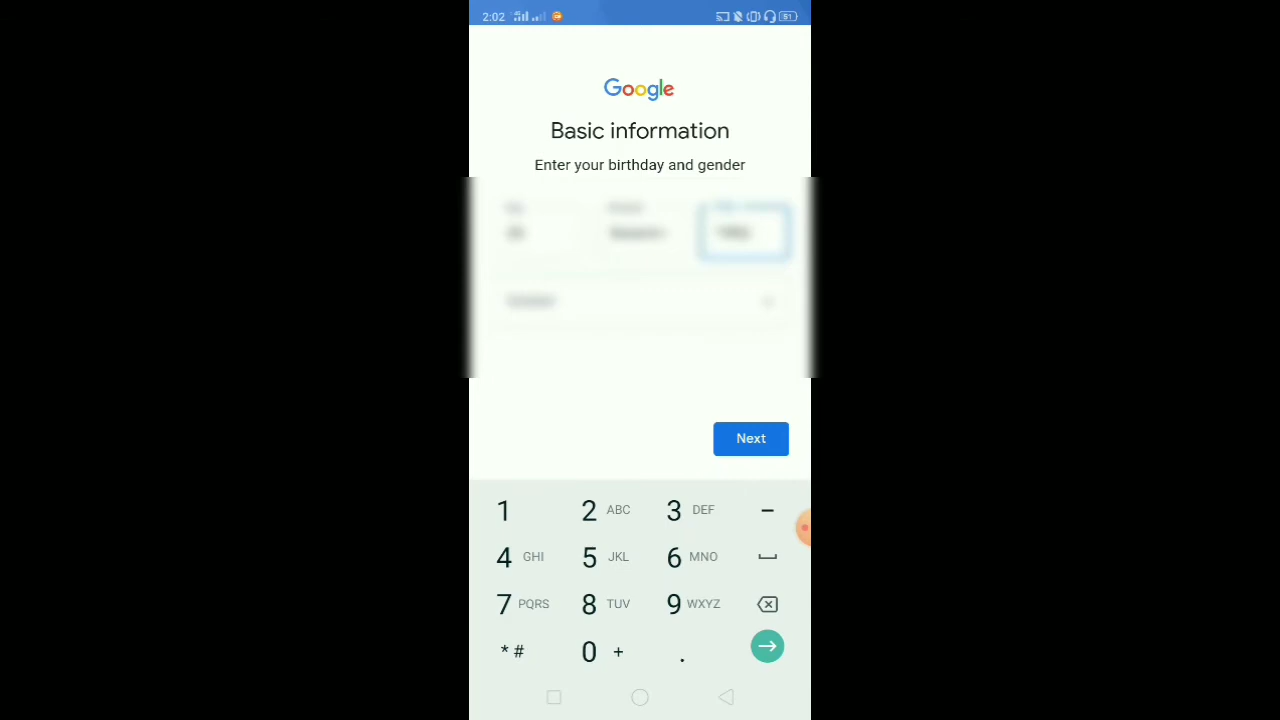 2:02
51
Google
Basic information
Enter your birthday and gender
Next
1 2 ABC 3 DEF –
4 GHI 5 JKL 6 MNO
7 PQRS 8 TUV 9 WXYZ
* # 0 + .